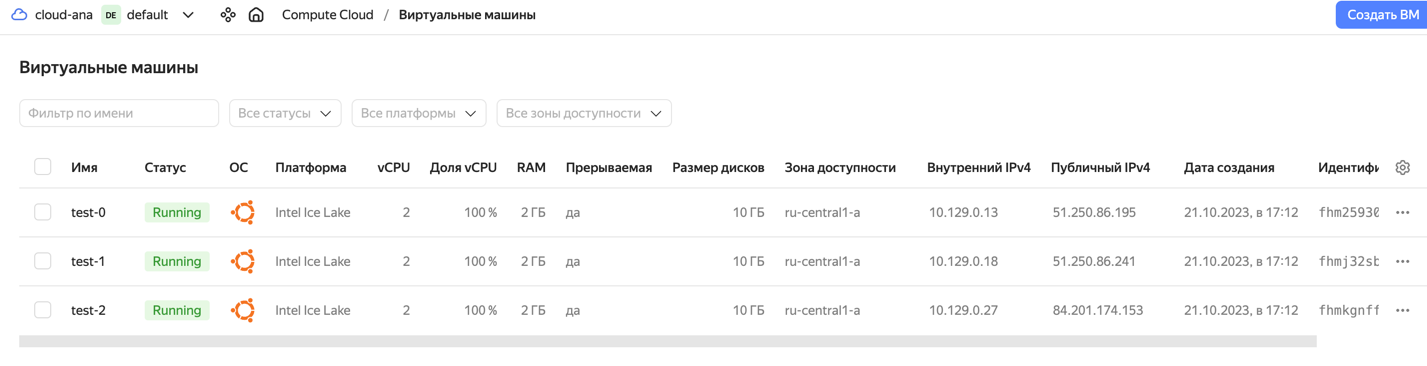 cloud-ana DE default Compute Cloud / Виртуальные машины Создать ВМ
Виртуальные машины
Фильтр по имени Все статусы Все платформы Все зоны доступности
Имя Статус ОС Платформа vCPU Доля vCPU RAM Прерываемая Размер дисков Зона доступности Внутренний IPv4 Публичный IPv4 Дата создания Идентифи
test-0 Running Intel Ice Lake 2 100 % 2 ГБ да 10 ГБ ru-central1-a 10.129.0.13 51.250.86.195 21.10.2023, в 17:12 fhm25930
test-1 Running Intel Ice Lake 2 100 % 2 ГБ да 10 ГБ ru-central1-a 10.129.0.18 51.250.86.241 21.10.2023, в 17:12 fhmj32sb
test-2 Running Intel Ice Lake 2 100 % 2 ГБ да 10 ГБ ru-central1-a 10.129.0.27 84.201.174.153 21.10.2023, в 17:12 fhmkgnff